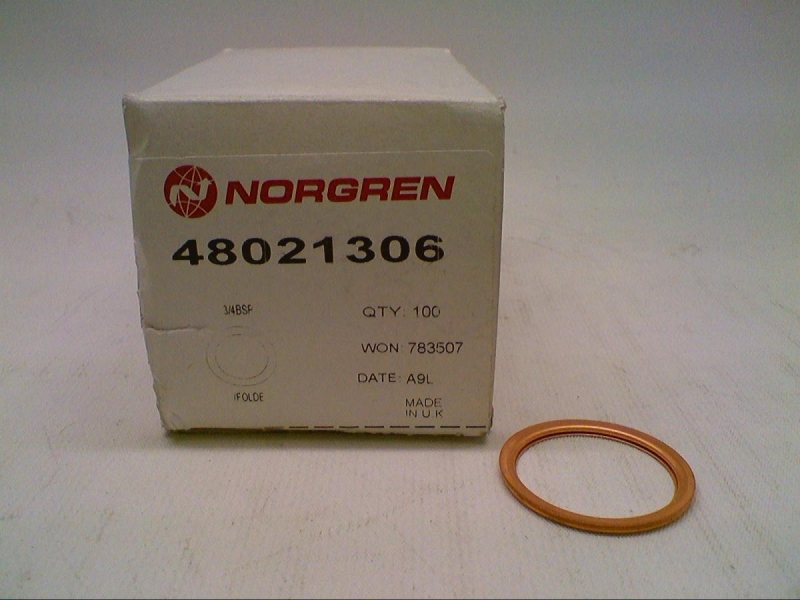 NORGREN
48021306
3/4BSP
QTY: 100
WON: 783507
DATE: A9L
MADE
IN U K